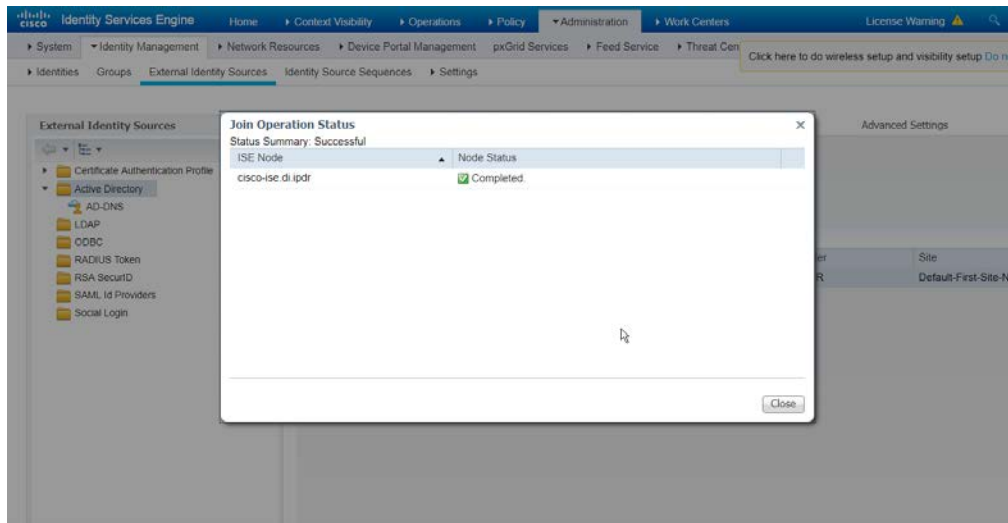 cisco Identity Services Engine Home Context Visibility Operations Policy Administration Work Centers License Warning
System Identity Management Network Resources Device Portal Management pxGrid Services Feed Service Threat Cen
Click here to do wireless setup and visibility setup Do n
Identities Groups External Identity Sources Identity Source Sequences Settings
External Identity Sources
Certificate Authentication Profile
Active Directory
AD-DNS
LDAP
ODBC
RADIUS Token
RSA SecurID
SAML Id Providers
Social Login
Join Operation Status
Status Summary: Successful
ISE Node Node Status
cisco-ise.di.ipdr Completed.
Close
Advanced Settings
er Site
R Default-First-Site-N